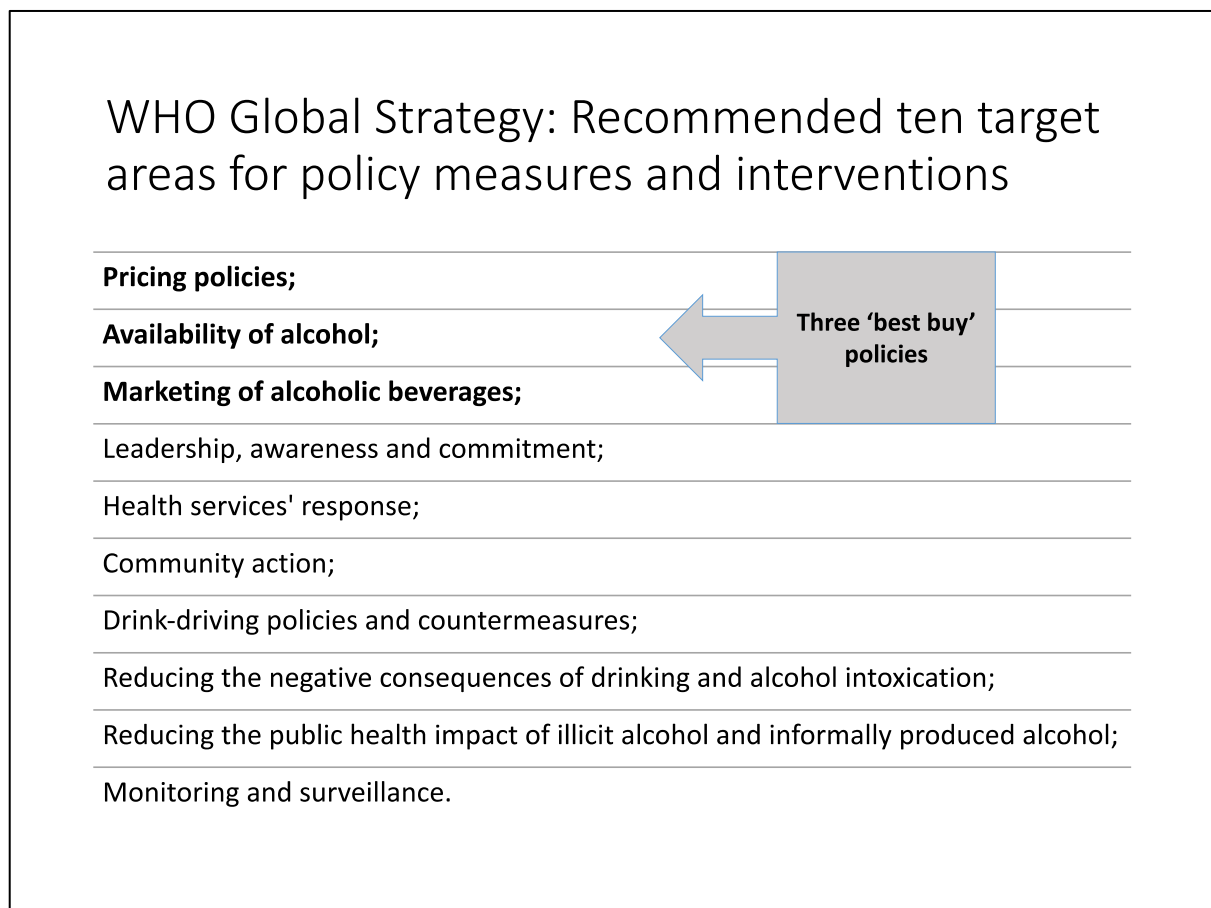 WHO Global Strategy: Recommended ten target
areas for policy measures and interventions
Pricing policies;
Availability of alcohol;
Marketing of alcoholic beverages;
Three ‘best buy’
policies
Leadership, awareness and commitment;
Health services' response;
Community action;
Drink-driving policies and countermeasures;
Reducing the negative consequences of drinking and alcohol intoxication;
Reducing the public health impact of illicit alcohol and informally produced alcohol;
Monitoring and surveillance.